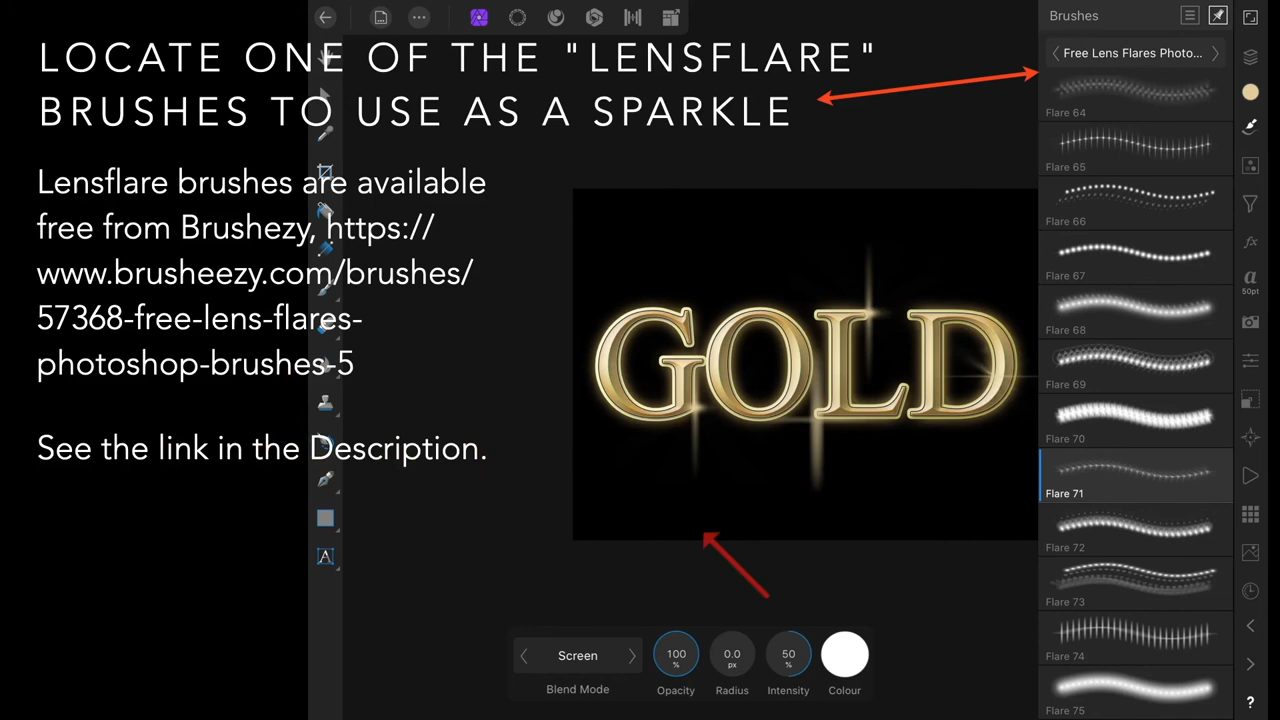 LOCATE ONE OF THE "LENSFLARE"
BRUSHES TO USE AS A SPARKLE
Lensflare brushes are available
free from Brushezy, https://
www.brusheezy.com/brushes/
57368-free-lens-flares-
photoshop-brushes-5
See the link in the Description.
GOLD
A
Screen
Blend Mode
100
%
Opacity
0.0
px
Radius
50
%
Intensity
Colour
Brushes
Free Lens Flares Photo...
Flare 64
Flare 65
Flare 66
Flare 67
Flare 68
Flare 69
Flare 70
Flare 71
Flare 72
Flare 73
Flare 74
Flare 75
fx
a
50pt
?